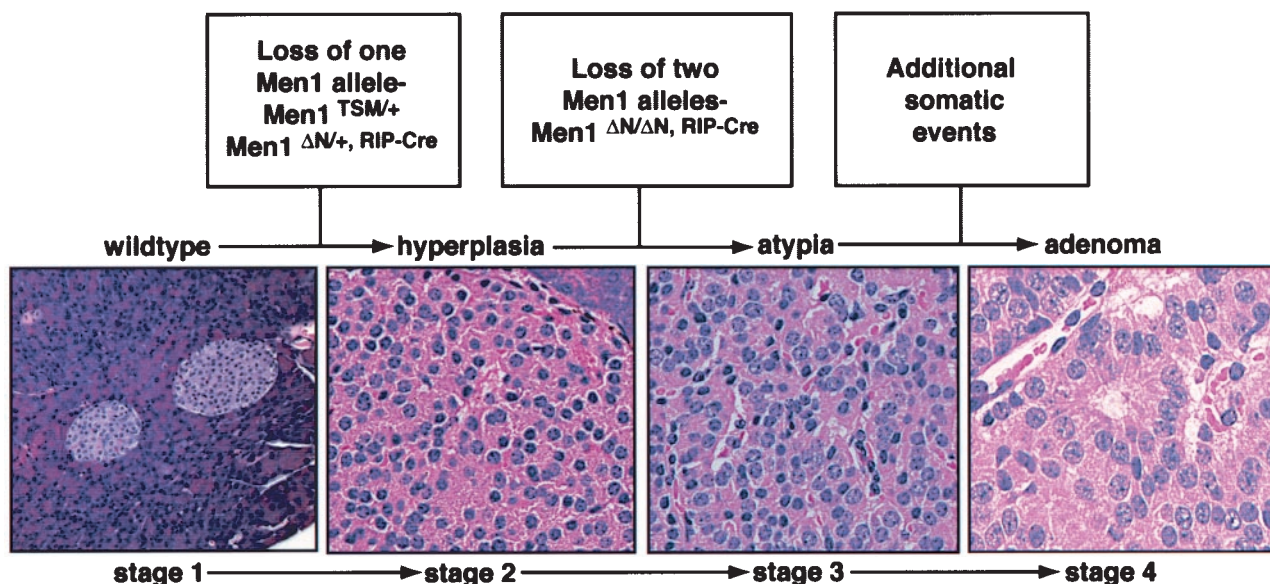 Loss of one
Men1 allele-
Men1 TSM/+
Men1 ΔN/+, RIP-Cre
Loss of two
Men1 alleles-
Men1 ΔN/ΔN, RIP-Cre
Additional
somatic
events
wildtype
hyperplasia
atypia
adenoma
stage 1
stage 2
stage 3
stage 4